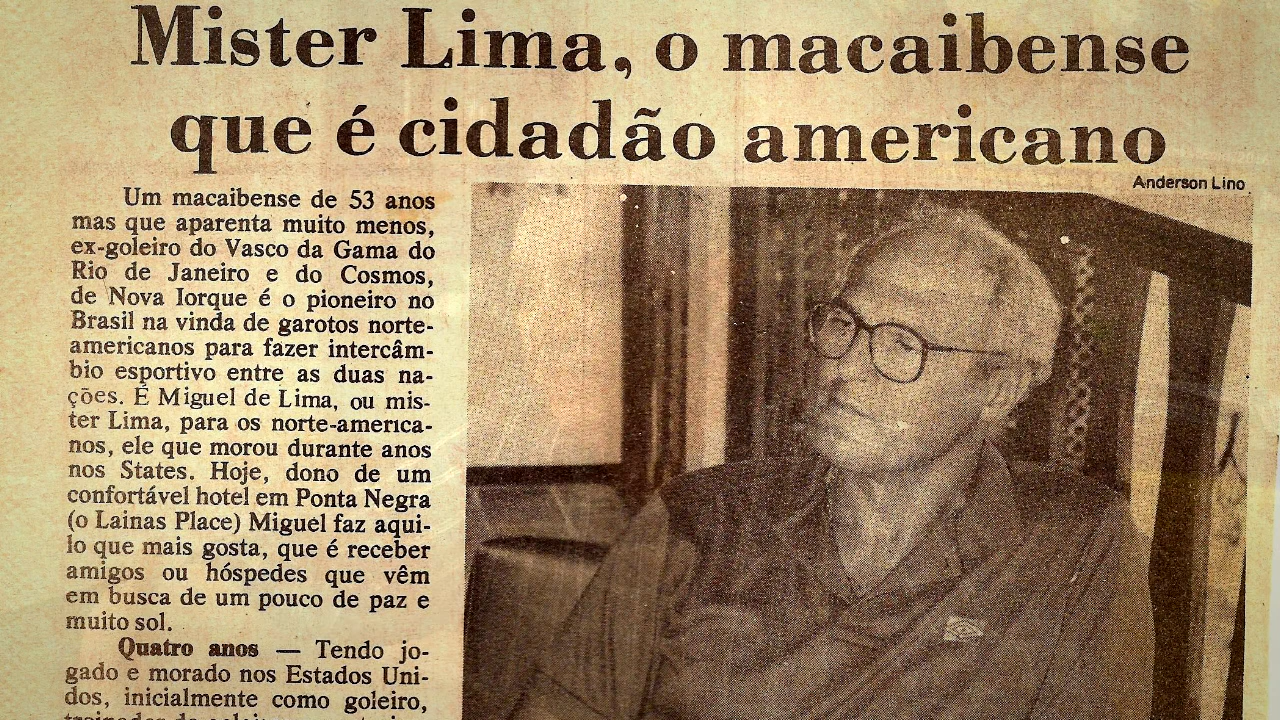 Mister Lima, o macaibense
que é cidadão americano
Anderson Lino
Um macaibense de 53 anos
mas que aparenta muito menos,
ex-goleiro do Vasco da Gama do
Rio de Janeiro e do Cosmos,
de Nova Iorque é o pioneiro no
Brasil na vinda de garotos norte-
americanos para fazer intercâm-
bio esportivo entre as duas na-
ções. É Miguel de Lima, ou mis-
ter Lima, para os norte-america-
nos, ele que morou durante anos
nos States. Hoje, dono de um
confortável hotel em Ponta Negra
(o Lainas Place) Miguel faz aqui-
lo que mais gosta, que é receber
amigos ou hóspedes que vêm
em busca de um pouco de paz e
muito sol.
Quatro anos — Tendo jo-
gado e morado nos Estados Uni-
dos, inicialmente como goleiro,